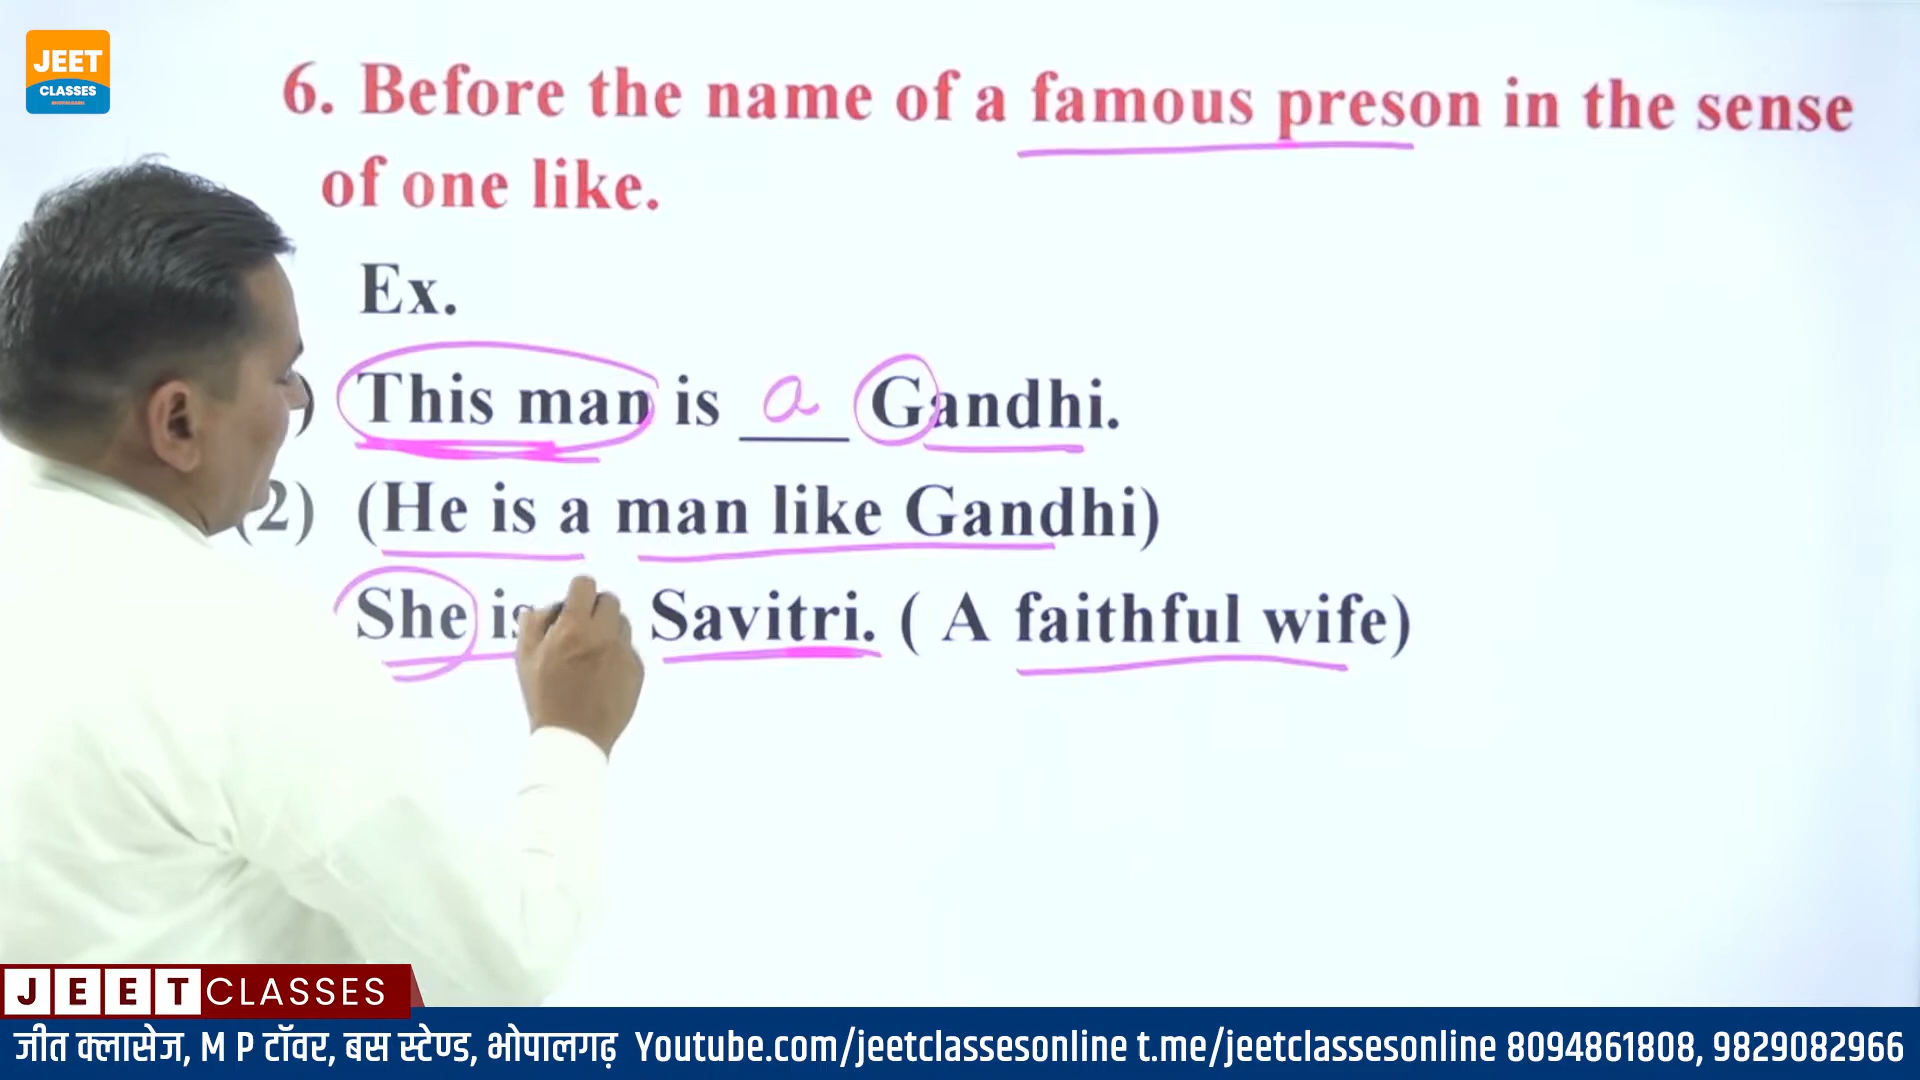 JEET
CLASSES
6. Before the name of a famous preson in the sense
of one like.
Ex.
) This man is a Gandhi.
(2) (He is a man like Gandhi)
She is Savitri. ( A faithful wife)
JEET CLASSES
जीत क्लासेज, M P टॉवर, बस स्टेण्ड, भोपालगढ़ Youtube.com/jeetclassesonline t.me/jeetclassesonline 8094861808, 9829082966